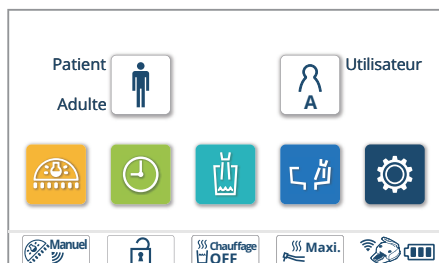 Patient
Adulte
Utilisateur
A
Manuel
Chauffage
OFF
Maxi.